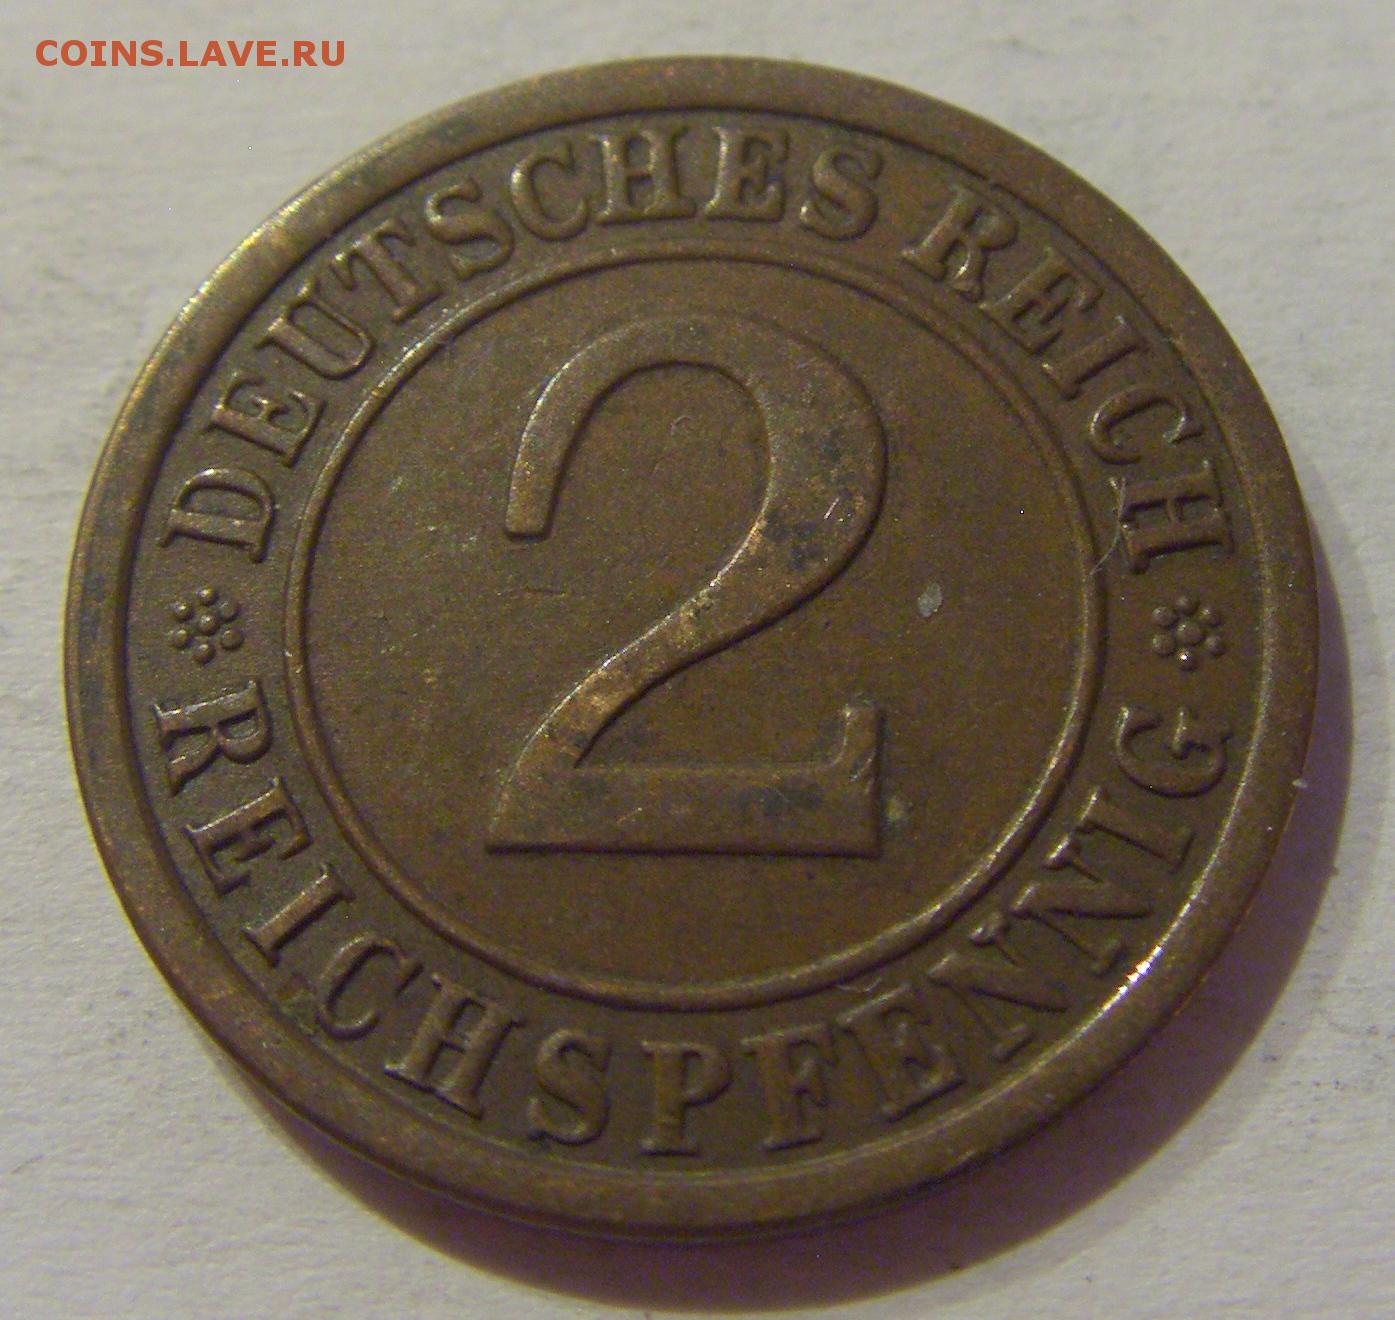 COINS.LAVE.RU
DEUTSCHES REICH
2
REICHSPFENNIG